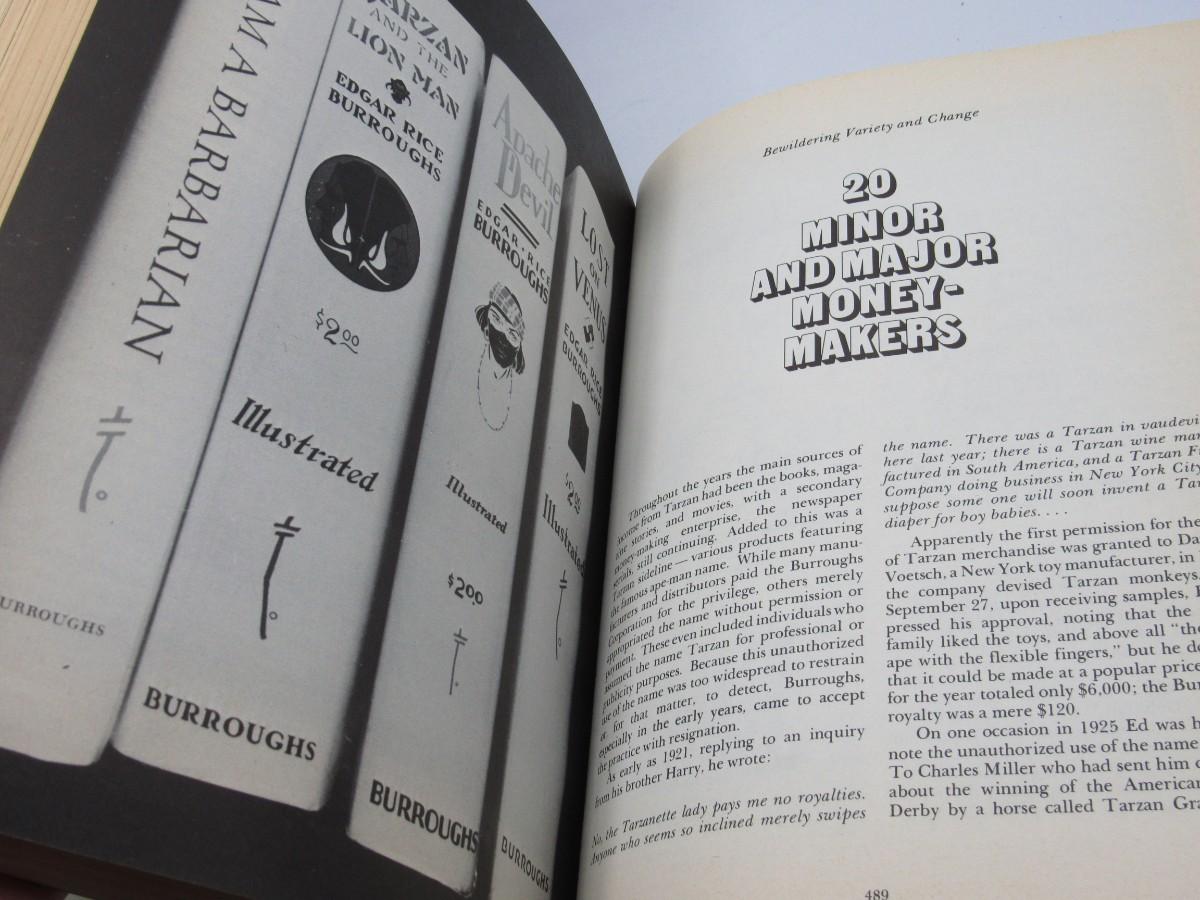 I AM A BARBARIAN
BURROUGHS
TARZAN
AND THE
LION MAN
EDGAR RICE
BURROUGHS
$2.00
Illustrated
BURROUGHS
Apache
Devil
EDGAR RICE
BURROUGHS
Illustrated
$2.00
BURROUGHS
LOST
ON
VENUS
EDGAR RICE
BURROUGHS
$2.00
Illustrated
BURROUGHS
Bewildering Variety and Change
20
MINOR
AND MAJOR
MONEY-
MAKERS
Throughout the years the main sources of
income from Tarzan had been the books, maga-
zine stories, and movies, with a secondary
money-making enterprise, the newspaper
serials, still continuing. Added to this was a
Tarzan sideline — various products featuring
the famous ape-man name. While many manu-
facturers and distributors paid the Burroughs
Corporation for the privilege, others merely
appropriated the name without permission or
payment. These even included individuals who
assumed the name Tarzan for professional or
publicity purposes. Because this unauthorized
use of the name was too widespread to restrain
or, for that matter, to detect, Burroughs,
especially in the early years, came to accept
the practice with resignation.
As early as 1921, replying to an inquiry
from his brother Harry, he wrote:
No, the Tarzanette lady pays me no royalties.
Anyone who seems so inclined merely swipes
the name. There was a Tarzan in vaudevi
here last year; there is a Tarzan wine man
factured in South America, and a Tarzan F
Company doing business in New York City
suppose some one will soon invent a Tar
diaper for boy babies. . . .
Apparently the first permission for the
of Tarzan merchandise was granted to Da
Voetsch, a New York toy manufacturer, in
the company devised Tarzan monkeys,
September 27, upon receiving samples,
pressed his approval, noting that the
family liked the toys, and above all "the
ape with the flexible fingers," but he de
that it could be made at a popular price
for the year totaled only $6,000; the Bur
royalty was a mere $120.
On one occasion in 1925 Ed was h
note the unauthorized use of the name
To Charles Miller who had sent him c
about the winning of the American
Derby by a horse called Tarzan Gra
489